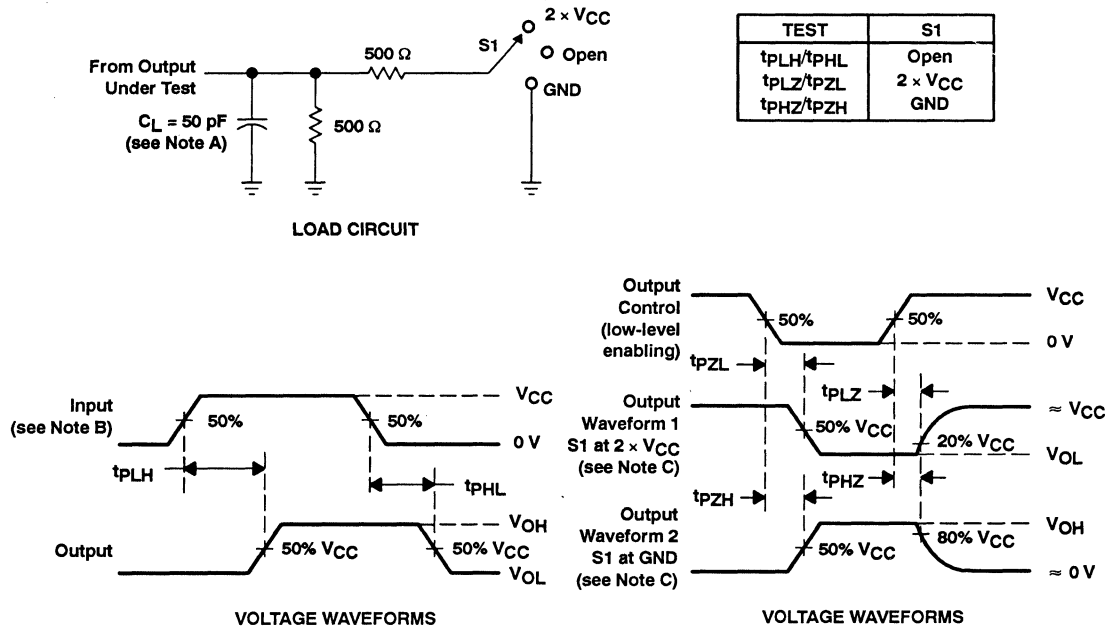 2 × VCC
S1
Open
500 Ω
From Output
Under Test
GND
CL = 50 pF
(see Note A)
500 Ω
LOAD CIRCUIT
TEST S1
tPLH/tPHL Open
tPLZ/tPZL 2 × VCC
tPHZ/tPZH GND
Input
(see Note B)
50%
50%
VCC
0 V
tPLH
tPHL
Output
50% VCC
50% VCC
VOH
VOL
VOLTAGE WAVEFORMS
Output
Control
(low-level
enabling)
50%
50%
VCC
0 V
tPZL
tPLZ
Output
Waveform 1
S1 at 2 × VCC
(see Note C)
50% VCC
20% VCC
≈ VCC
VOL
tPZH
tPHZ
Output
Waveform 2
S1 at GND
(see Note C)
50% VCC
80% VCC
VOH
≈ 0 V
VOLTAGE WAVEFORMS